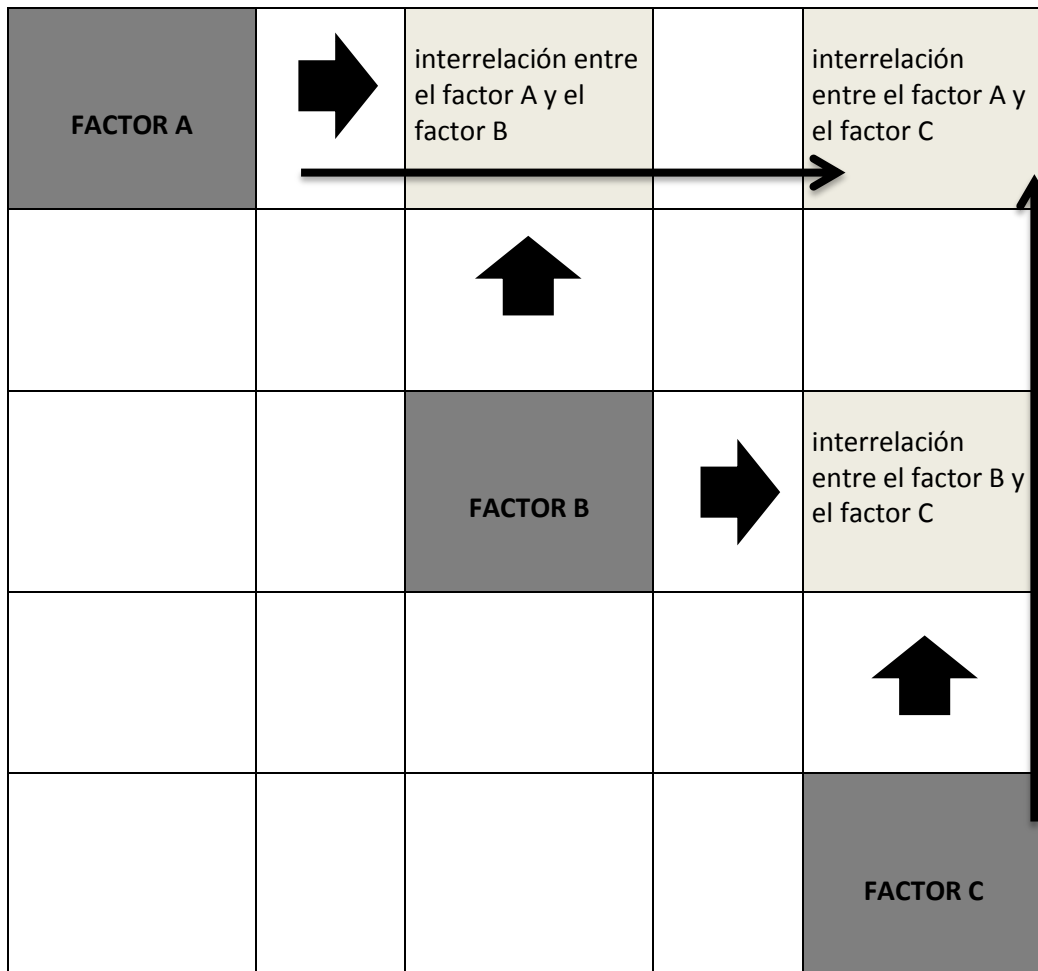 FACTOR A
interrelación entre
el factor A y el
factor B
interrelación
entre el factor A y
el factor C
FACTOR B
interrelación
entre el factor B y
el factor C
FACTOR C